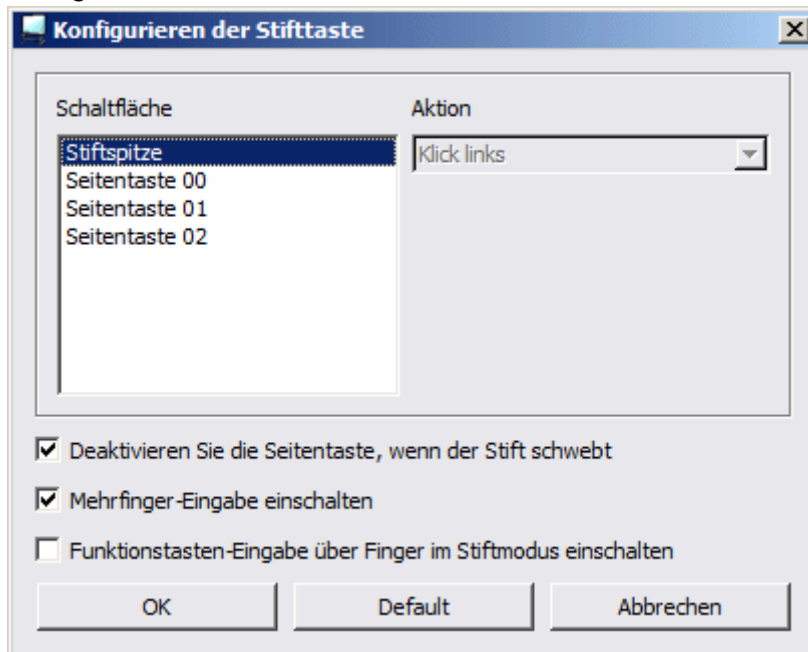 Konfigurieren der Stifttaste
Schaltfläche
Aktion
Stiftspitze
Klick links
Seitentaste 00
Seitentaste 01
Seitentaste 02
Deaktivieren Sie die Seitentaste, wenn der Stift schwebt
Mehrfinger-Eingabe einschalten
Funktionstasten-Eingabe über Finger im Stiftmodus einschalten
OK
Default
Abbrechen